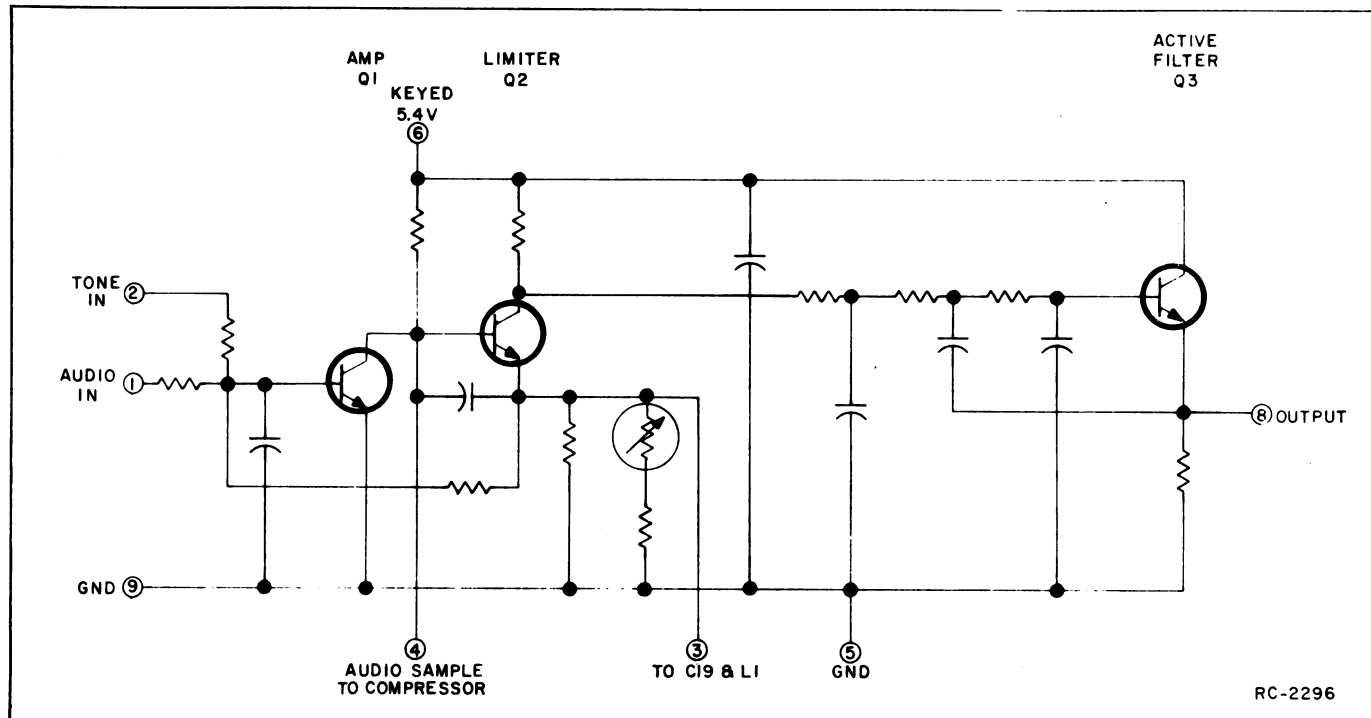 AMP
Q1
LIMITER
Q2
ACTIVE
FILTER
Q3
KEYED
5.4V
6
TONE
IN
2
AUDIO
IN
1
8 OUTPUT
GND 9
4
AUDIO SAMPLE
TO COMPRESSOR
3
TO C19 & L1
5
GND
RC-2296